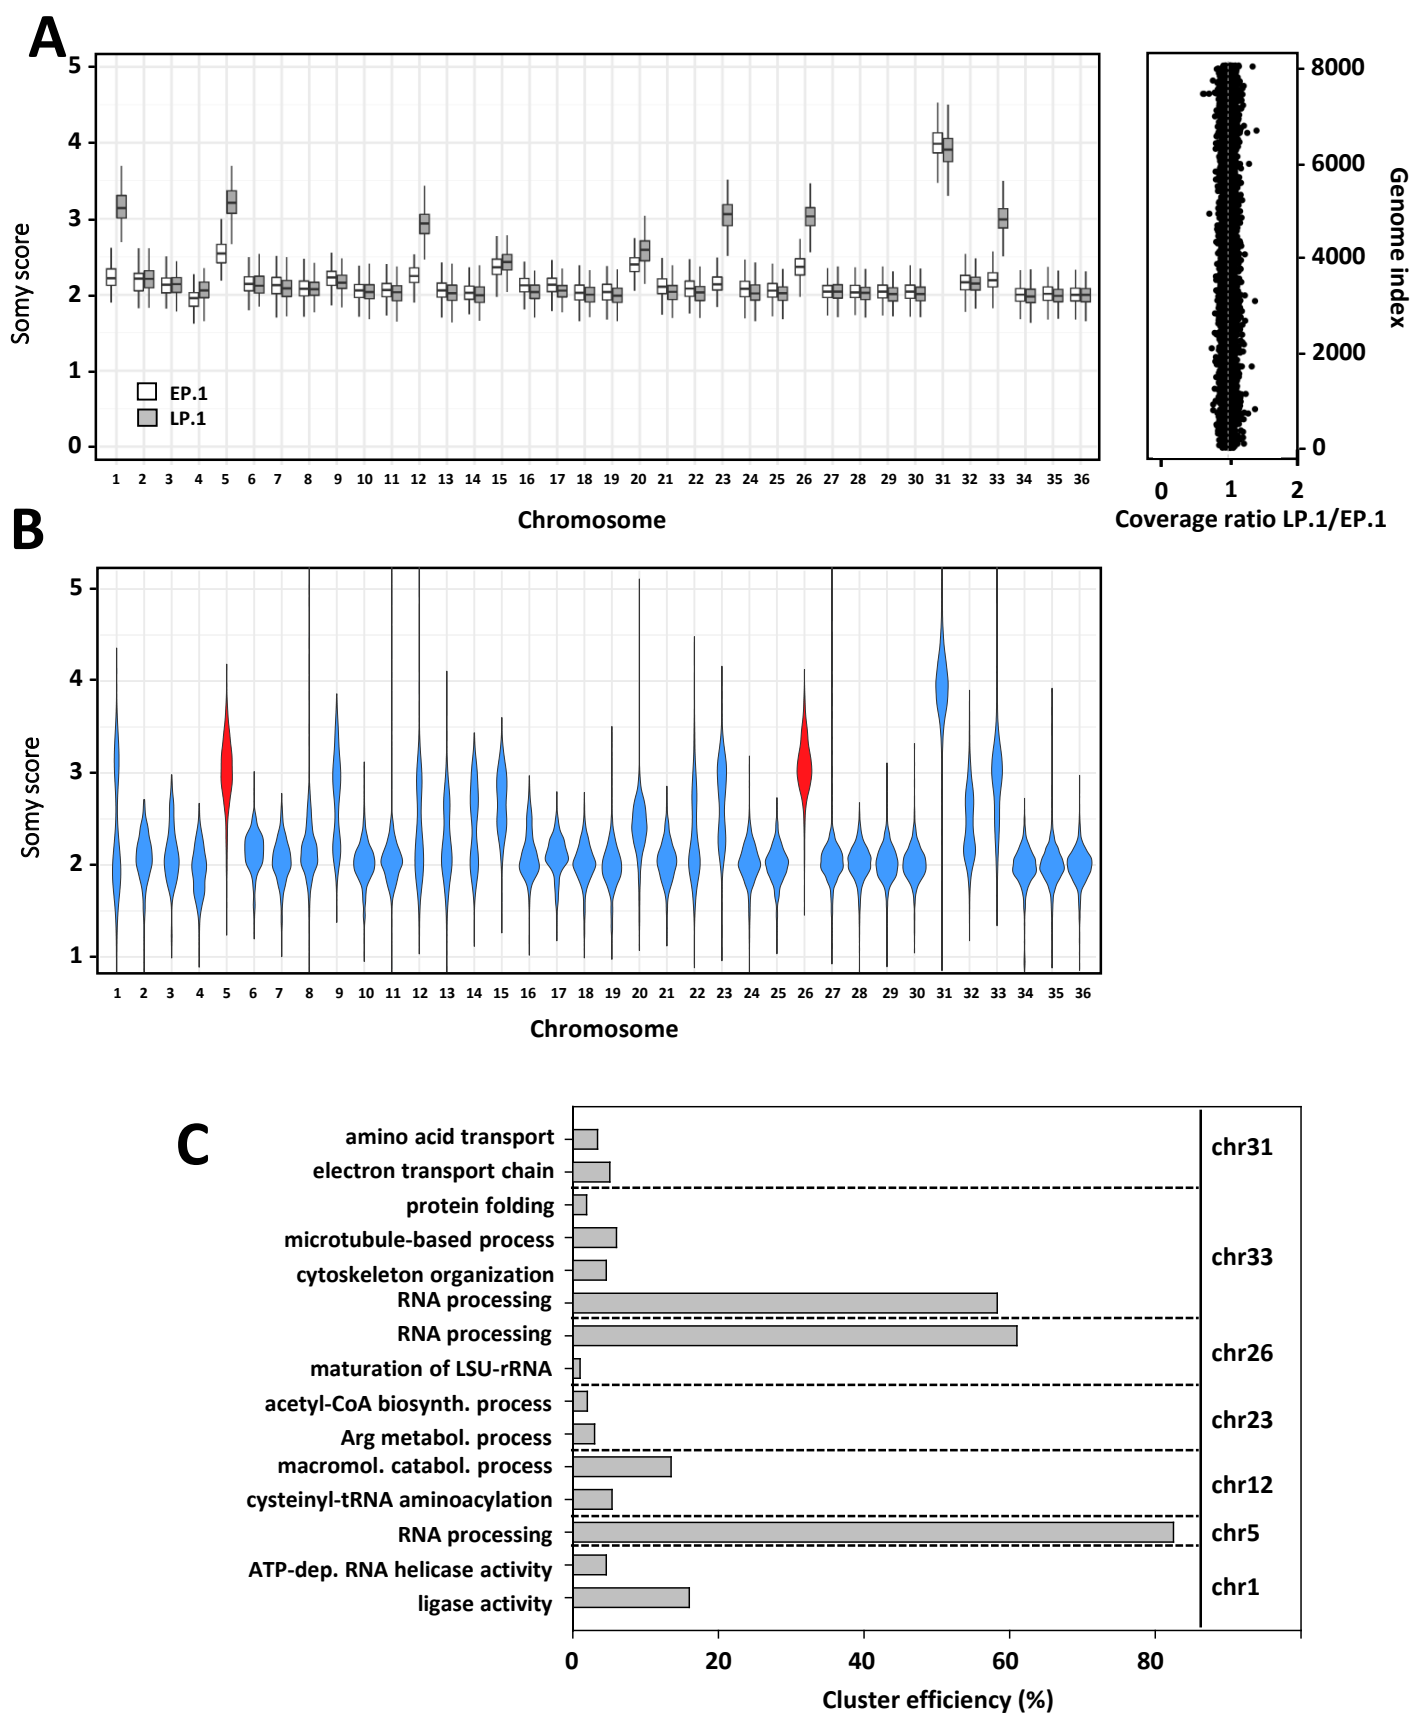 A
5
4
3
2
1
0
Somy score
EP.1
LP.1
1 2 3 4 5 6 7 8 9 10 11 12 13 14 15 16 17 18 19 20 21 22 23 24 25 26 27 28 29 30 31 32 33 34 35 36
Chromosome
8000
6000
4000
2000
0
Genome index
0 1 2
Coverage ratio LP.1/EP.1
B
5
4
3
2
1
Somy score
1 2 3 4 5 6 7 8 9 10 11 12 13 14 15 16 17 18 19 20 21 22 23 24 25 26 27 28 29 30 31 32 33 34 35 36
Chromosome
C
amino acid transport
electron transport chain
chr31
protein folding
microtubule-based process
cytoskeleton organization
RNA processing
chr33
RNA processing
maturation of LSU-rRNA
chr26
acetyl-CoA biosynth. process
Arg metabol. process
chr23
macromol. catabol. process
cysteinyl-tRNA aminoacylation
chr12
RNA processing
chr5
ATP-dep. RNA helicase activity
ligase activity
chr1
0 20 40 60 80
Cluster efficiency (%)